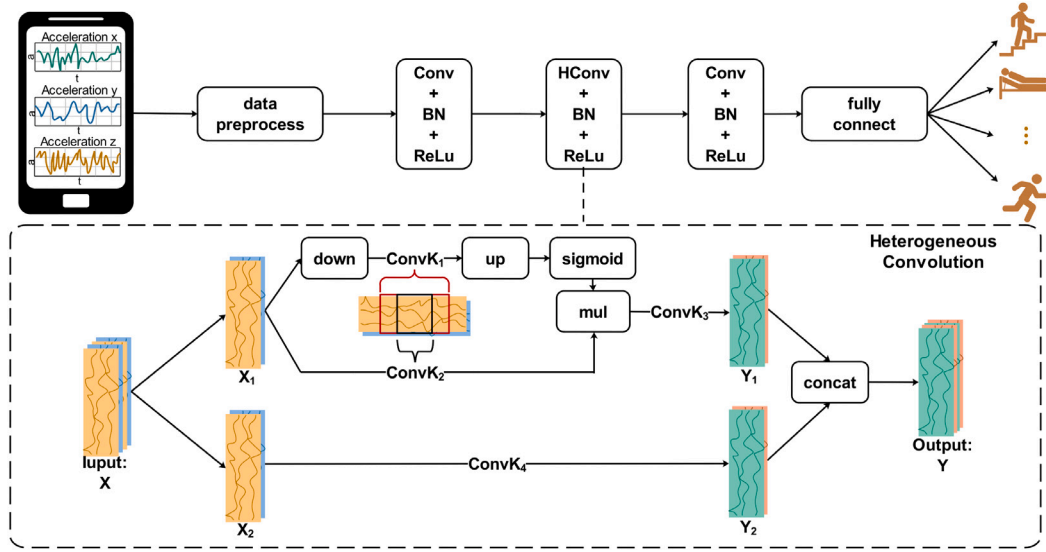 Acceleration x
a
t
Acceleration y
a
t
Acceleration z
a
t
data
preprocess
Conv
+
BN
+
ReLu
HConv
+
BN
+
ReLu
Conv
+
BN
+
ReLu
fully
connect
...
Heterogeneous
Convolution
down
ConvK₁
up
sigmoid
mul
ConvK₃
ConvK₂
X₁
Y₁
concat
Iuput:
X
Output:
Y
ConvK₄
X₂
Y₂